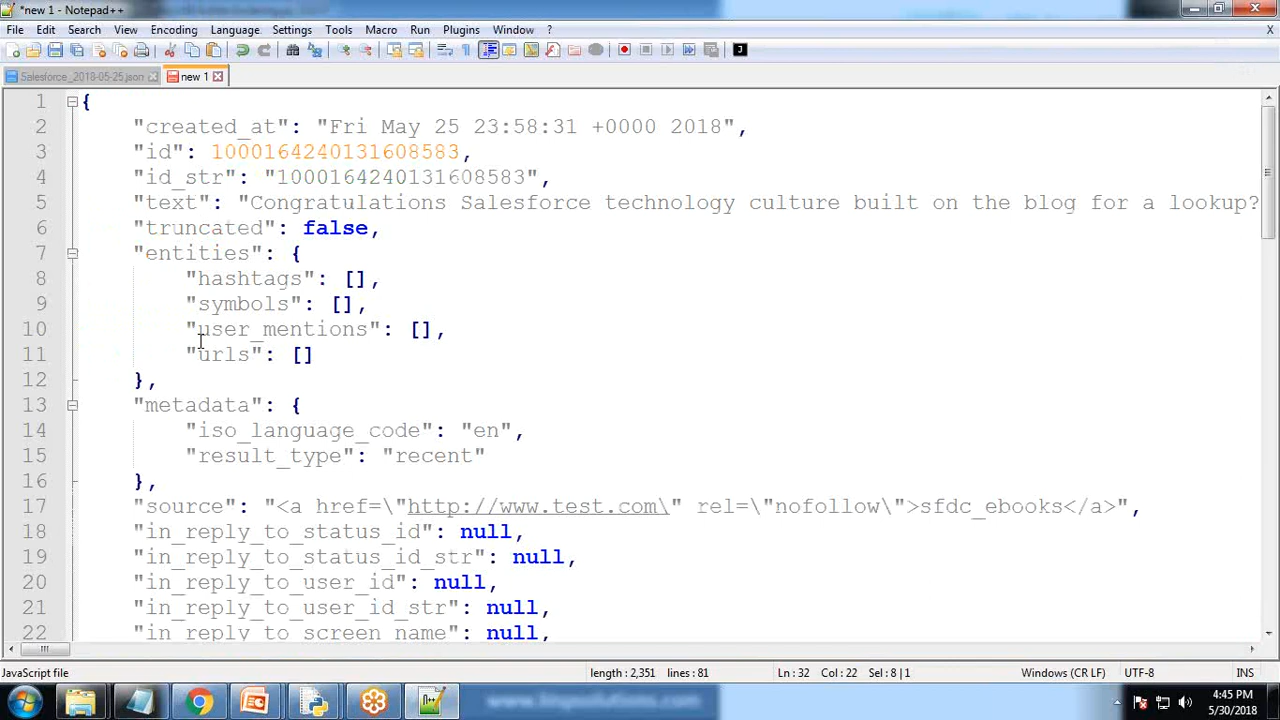 *new 1 - Notepad++
File Edit Search View Encoding Language Settings Tools Macro Run Plugins Window ? X
Salesforce_2018-05-25.json new 1
1 {
2 "created_at": "Fri May 25 23:58:31 +0000 2018",
3 "id": 1000164240131608583,
4 "id_str": "1000164240131608583",
5 "text": "Congratulations Salesforce technology culture built on the blog for a lookup?
6 "truncated": false,
7 "entities": {
8 "hashtags": [],
9 "symbols": [],
10 "user_mentions": [],
11 "urls": []
12 },
13 "metadata": {
14 "iso_language_code": "en",
15 "result_type": "recent"
16 },
17 "source": "<a href=\"http://www.test.com\" rel=\"nofollow\">sfdc_ebooks</a>",
18 "in_reply_to_status_id": null,
19 "in_reply_to_status_id_str": null,
20 "in_reply_to_user_id": null,
21 "in_reply_to_user_id_str": null,
22 "in_reply_to_screen_name": null,
JavaScript file length : 2,351 lines : 81 Ln : 32 Col : 22 Sel : 8 | 1 Windows (CR LF) UTF-8 INS
4:45 PM
5/30/2018